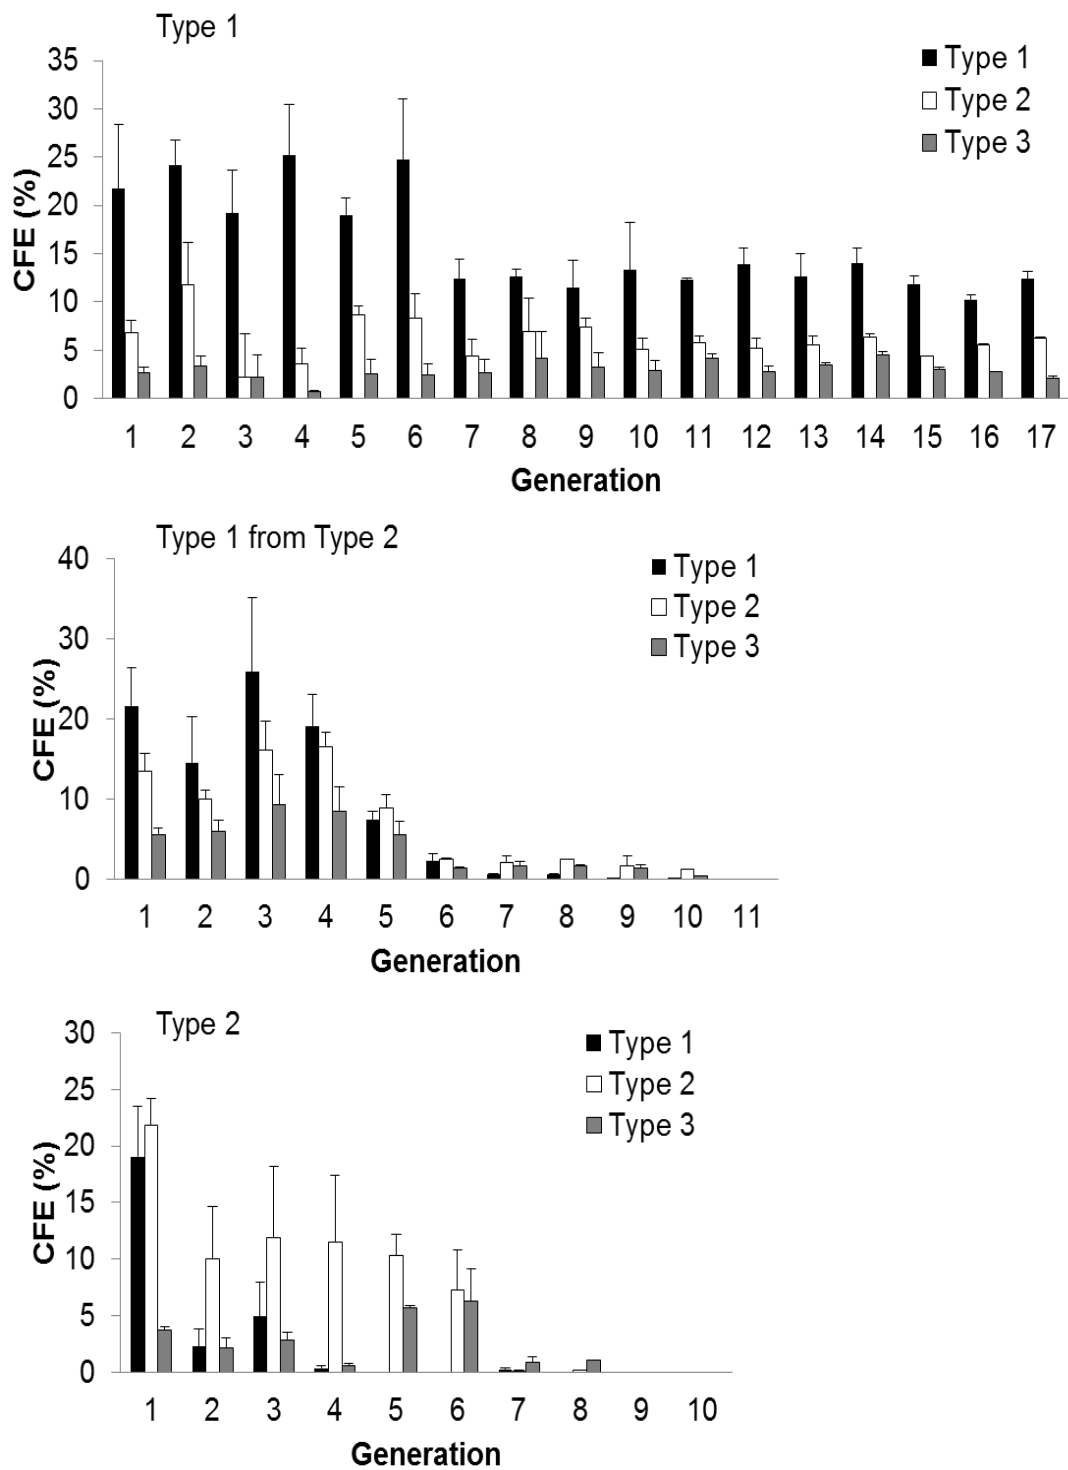 Type 1
35
30
25
20
15
10
5
0
CFE (%)
Type 1
Type 2
Type 3
1 2 3 4 5 6 7 8 9 10 11 12 13 14 15 16 17
Generation
Type 1 from Type 2
40
30
20
10
0
CFE (%)
Type 1
Type 2
Type 3
1 2 3 4 5 6 7 8 9 10 11
Generation
Type 2
30
25
20
15
10
5
0
CFE (%)
Type 1
Type 2
Type 3
1 2 3 4 5 6 7 8 9 10
Generation